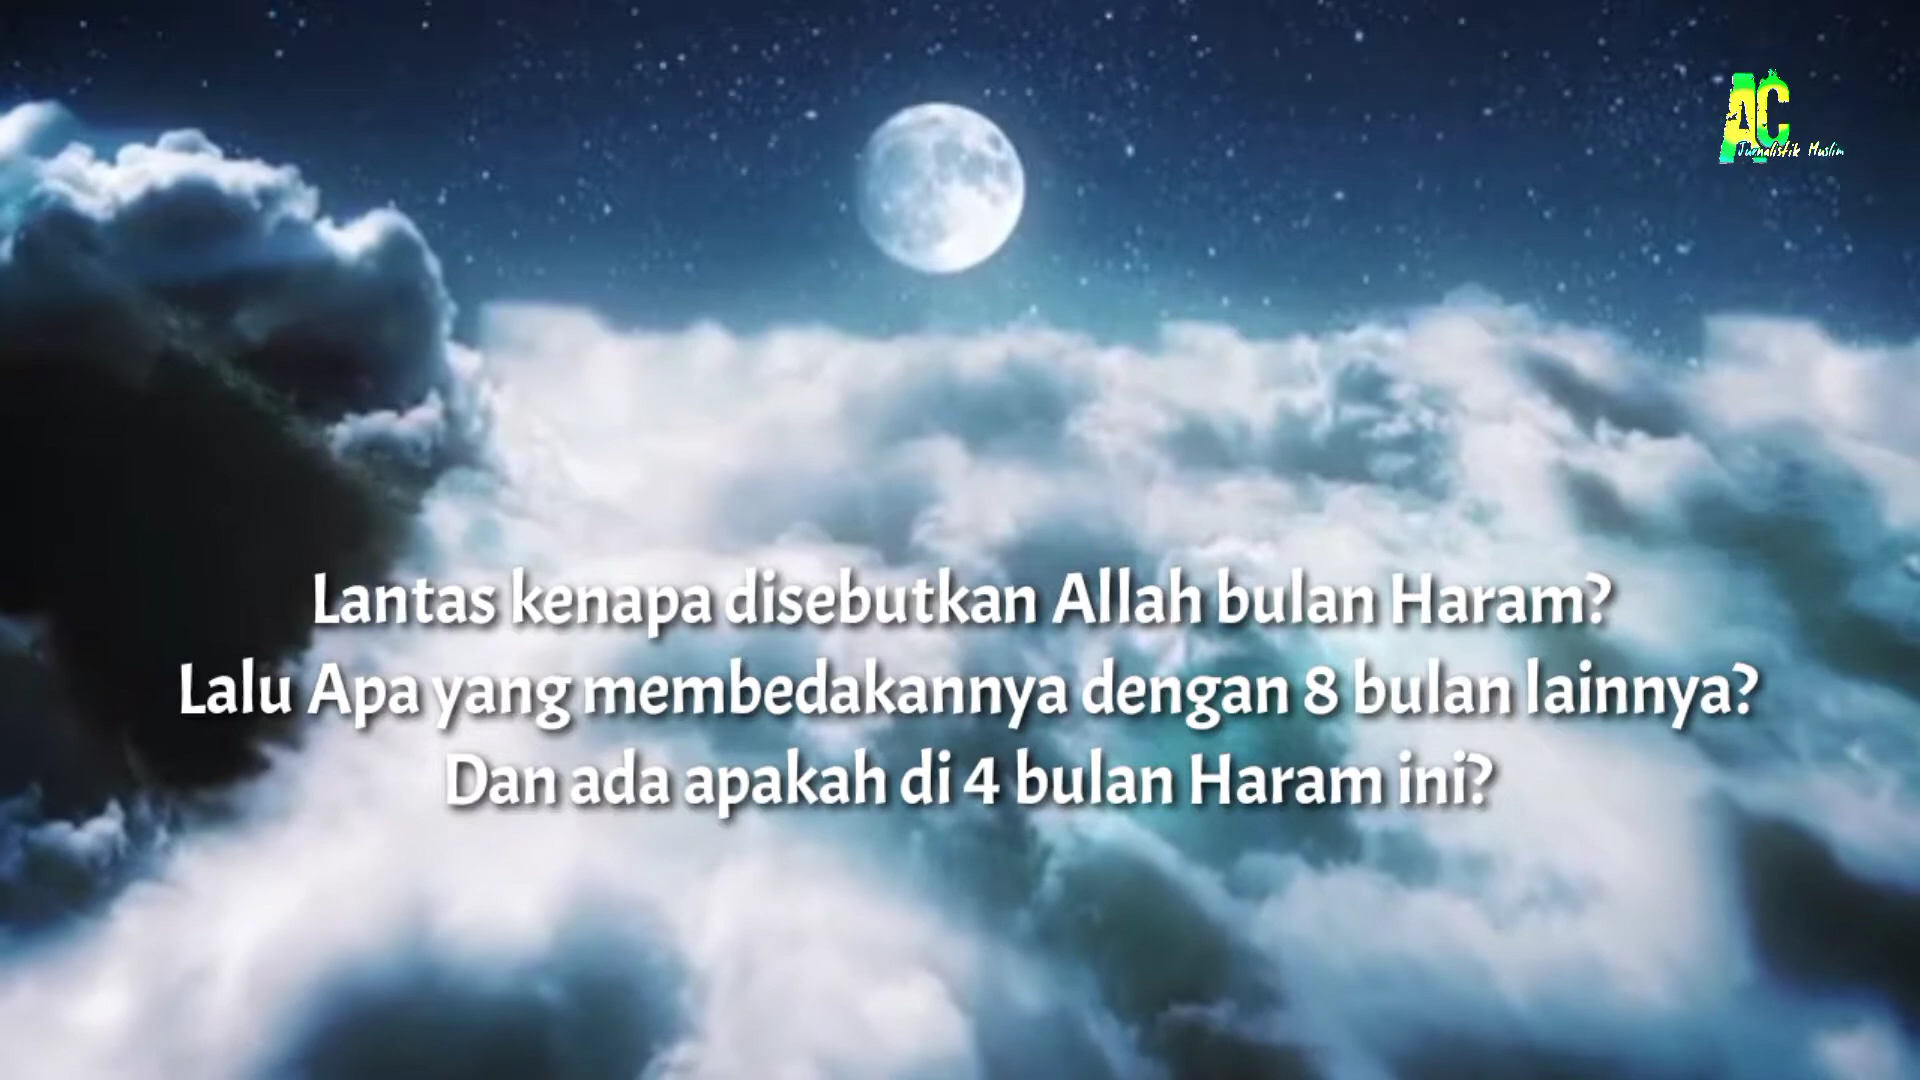 AC
Jurnalistik Muslim
Lantas kenapa disebutkan Allah bulan Haram?
Lalu Apa yang membedakannya dengan 8 bulan lainnya?
Dan ada apakah di 4 bulan Haram ini?